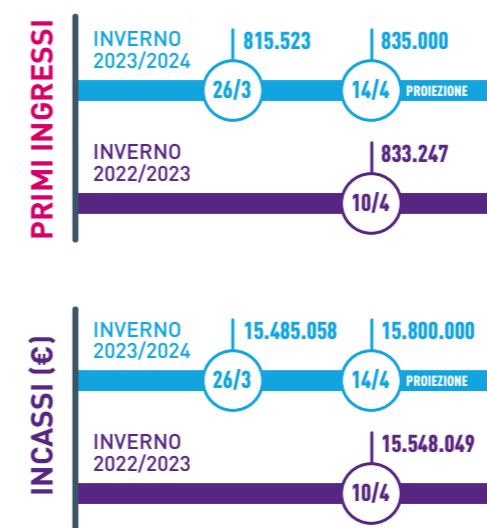 PRIMI INGRESSI
INVERNO
2023/2024
815.523
835.000
26/3
14/4
PROIEZIONE
INVERNO
2022/2023
833.247
10/4
INCASSI (€)
INVERNO
2023/2024
15.485.058
15.800.000
26/3
14/4
PROIEZIONE
INVERNO
2022/2023
15.548.049
10/4